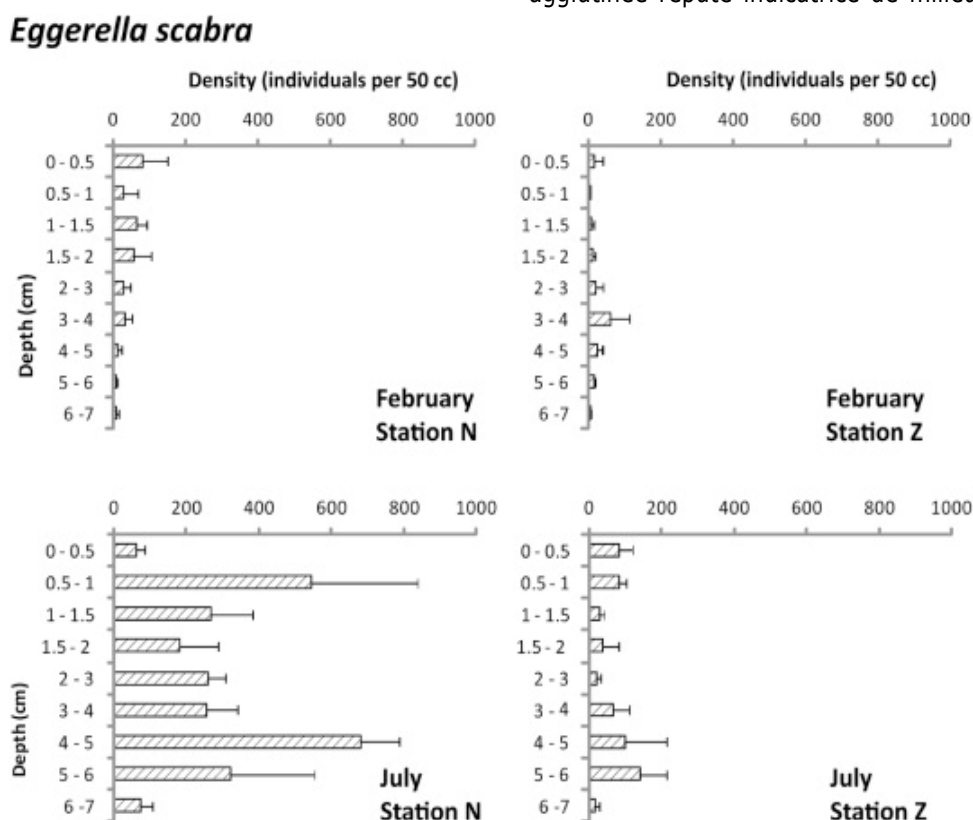 Eggerella scabra
Density (individuals per 50 cc)
0 200 400 600 800 1000
0 - 0.5
0.5 - 1
1 - 1.5
1.5 - 2
2 - 3
3 - 4
4 - 5
5 - 6
6 -7
Depth (cm)
February
Station N
Density (individuals per 50 cc)
0 200 400 600 800 1000
0 - 0.5
0.5 - 1
1 - 1.5
1.5 - 2
2 - 3
3 - 4
4 - 5
5 - 6
6 -7
February
Station Z
0 200 400 600 800 1000
0 - 0.5
0.5 - 1
1 - 1.5
1.5 - 2
2 - 3
3 - 4
4 - 5
5 - 6
6 -7
Depth (cm)
July
Station N
0 200 400 600 800 1000
0 - 0.5
0.5 - 1
1 - 1.5
1.5 - 2
2 - 3
3 - 4
4 - 5
5 - 6
6 -7
July
Station Z